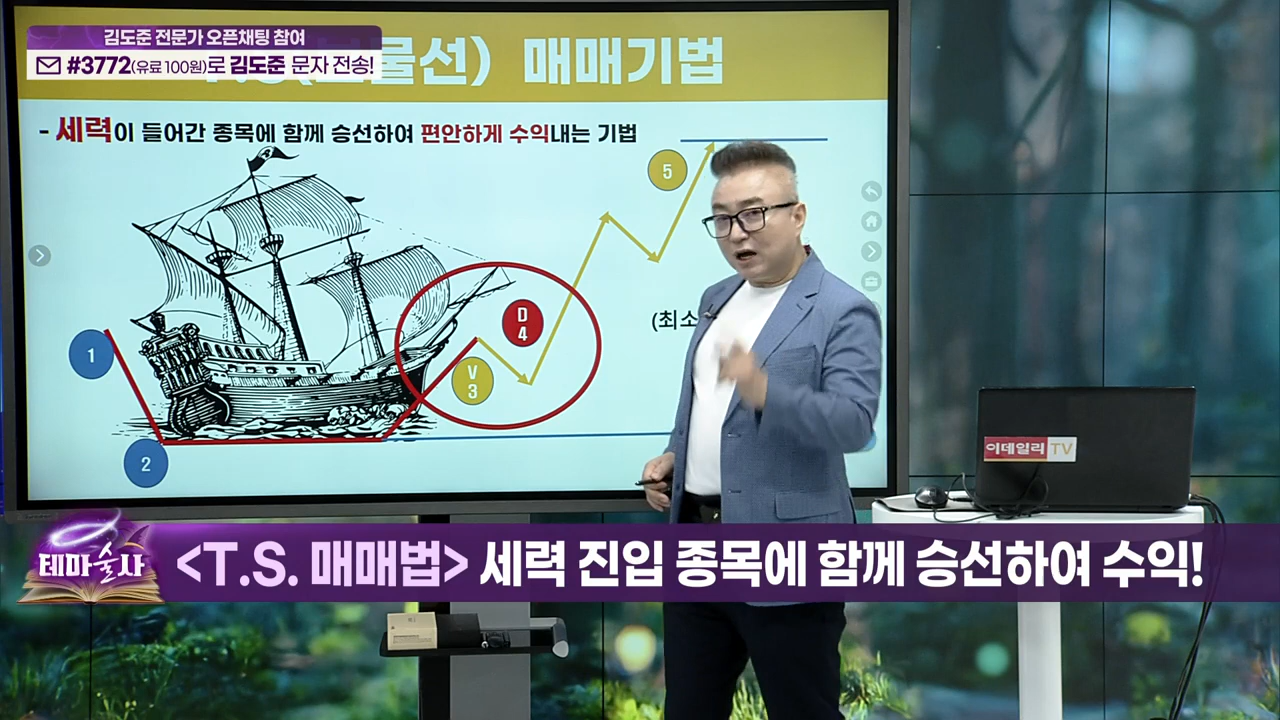 김도준 전문가 오픈채팅 참여
#3772(유료 100원)로 김도준 문자 전송!
물선) 매매기법
- 세력이 들어간 종목에 함께 승선하여 편안하게 수익내는 기법
5
D
4
(최소
1
V
3
2
이데일리TV
테마술사
<T.S. 매매법> 세력 진입 종목에 함께 승선하여 수익!